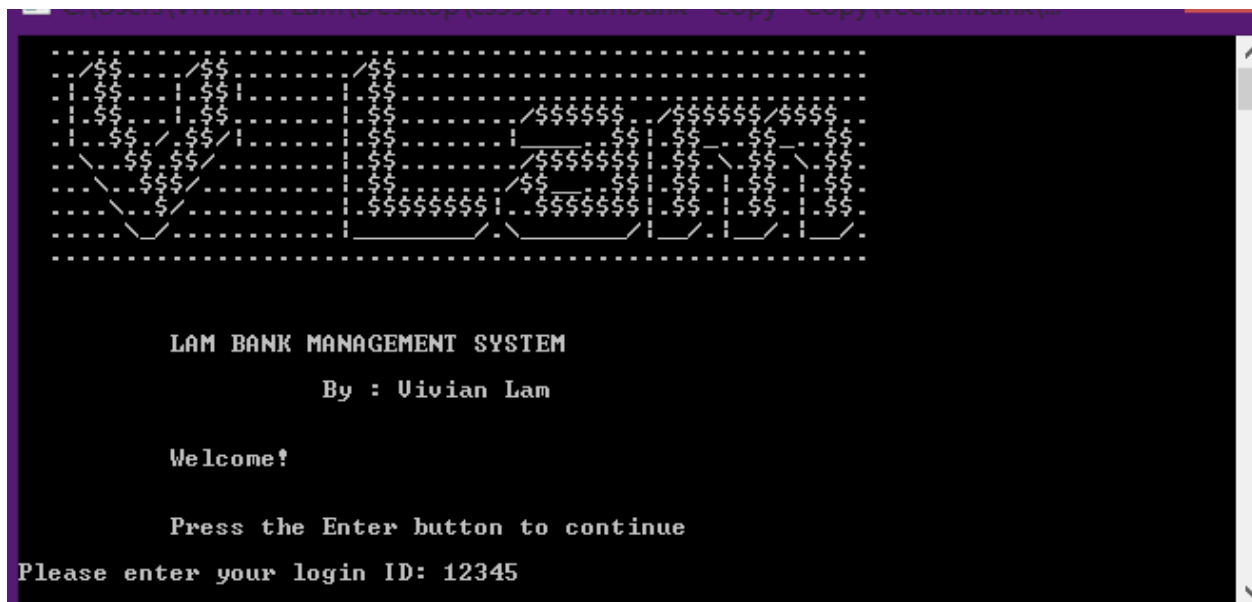 V Lam
LAM BANK MANAGEMENT SYSTEM
By : Vivian Lam
Welcome!
Press the Enter button to continue
Please enter your login ID: 12345